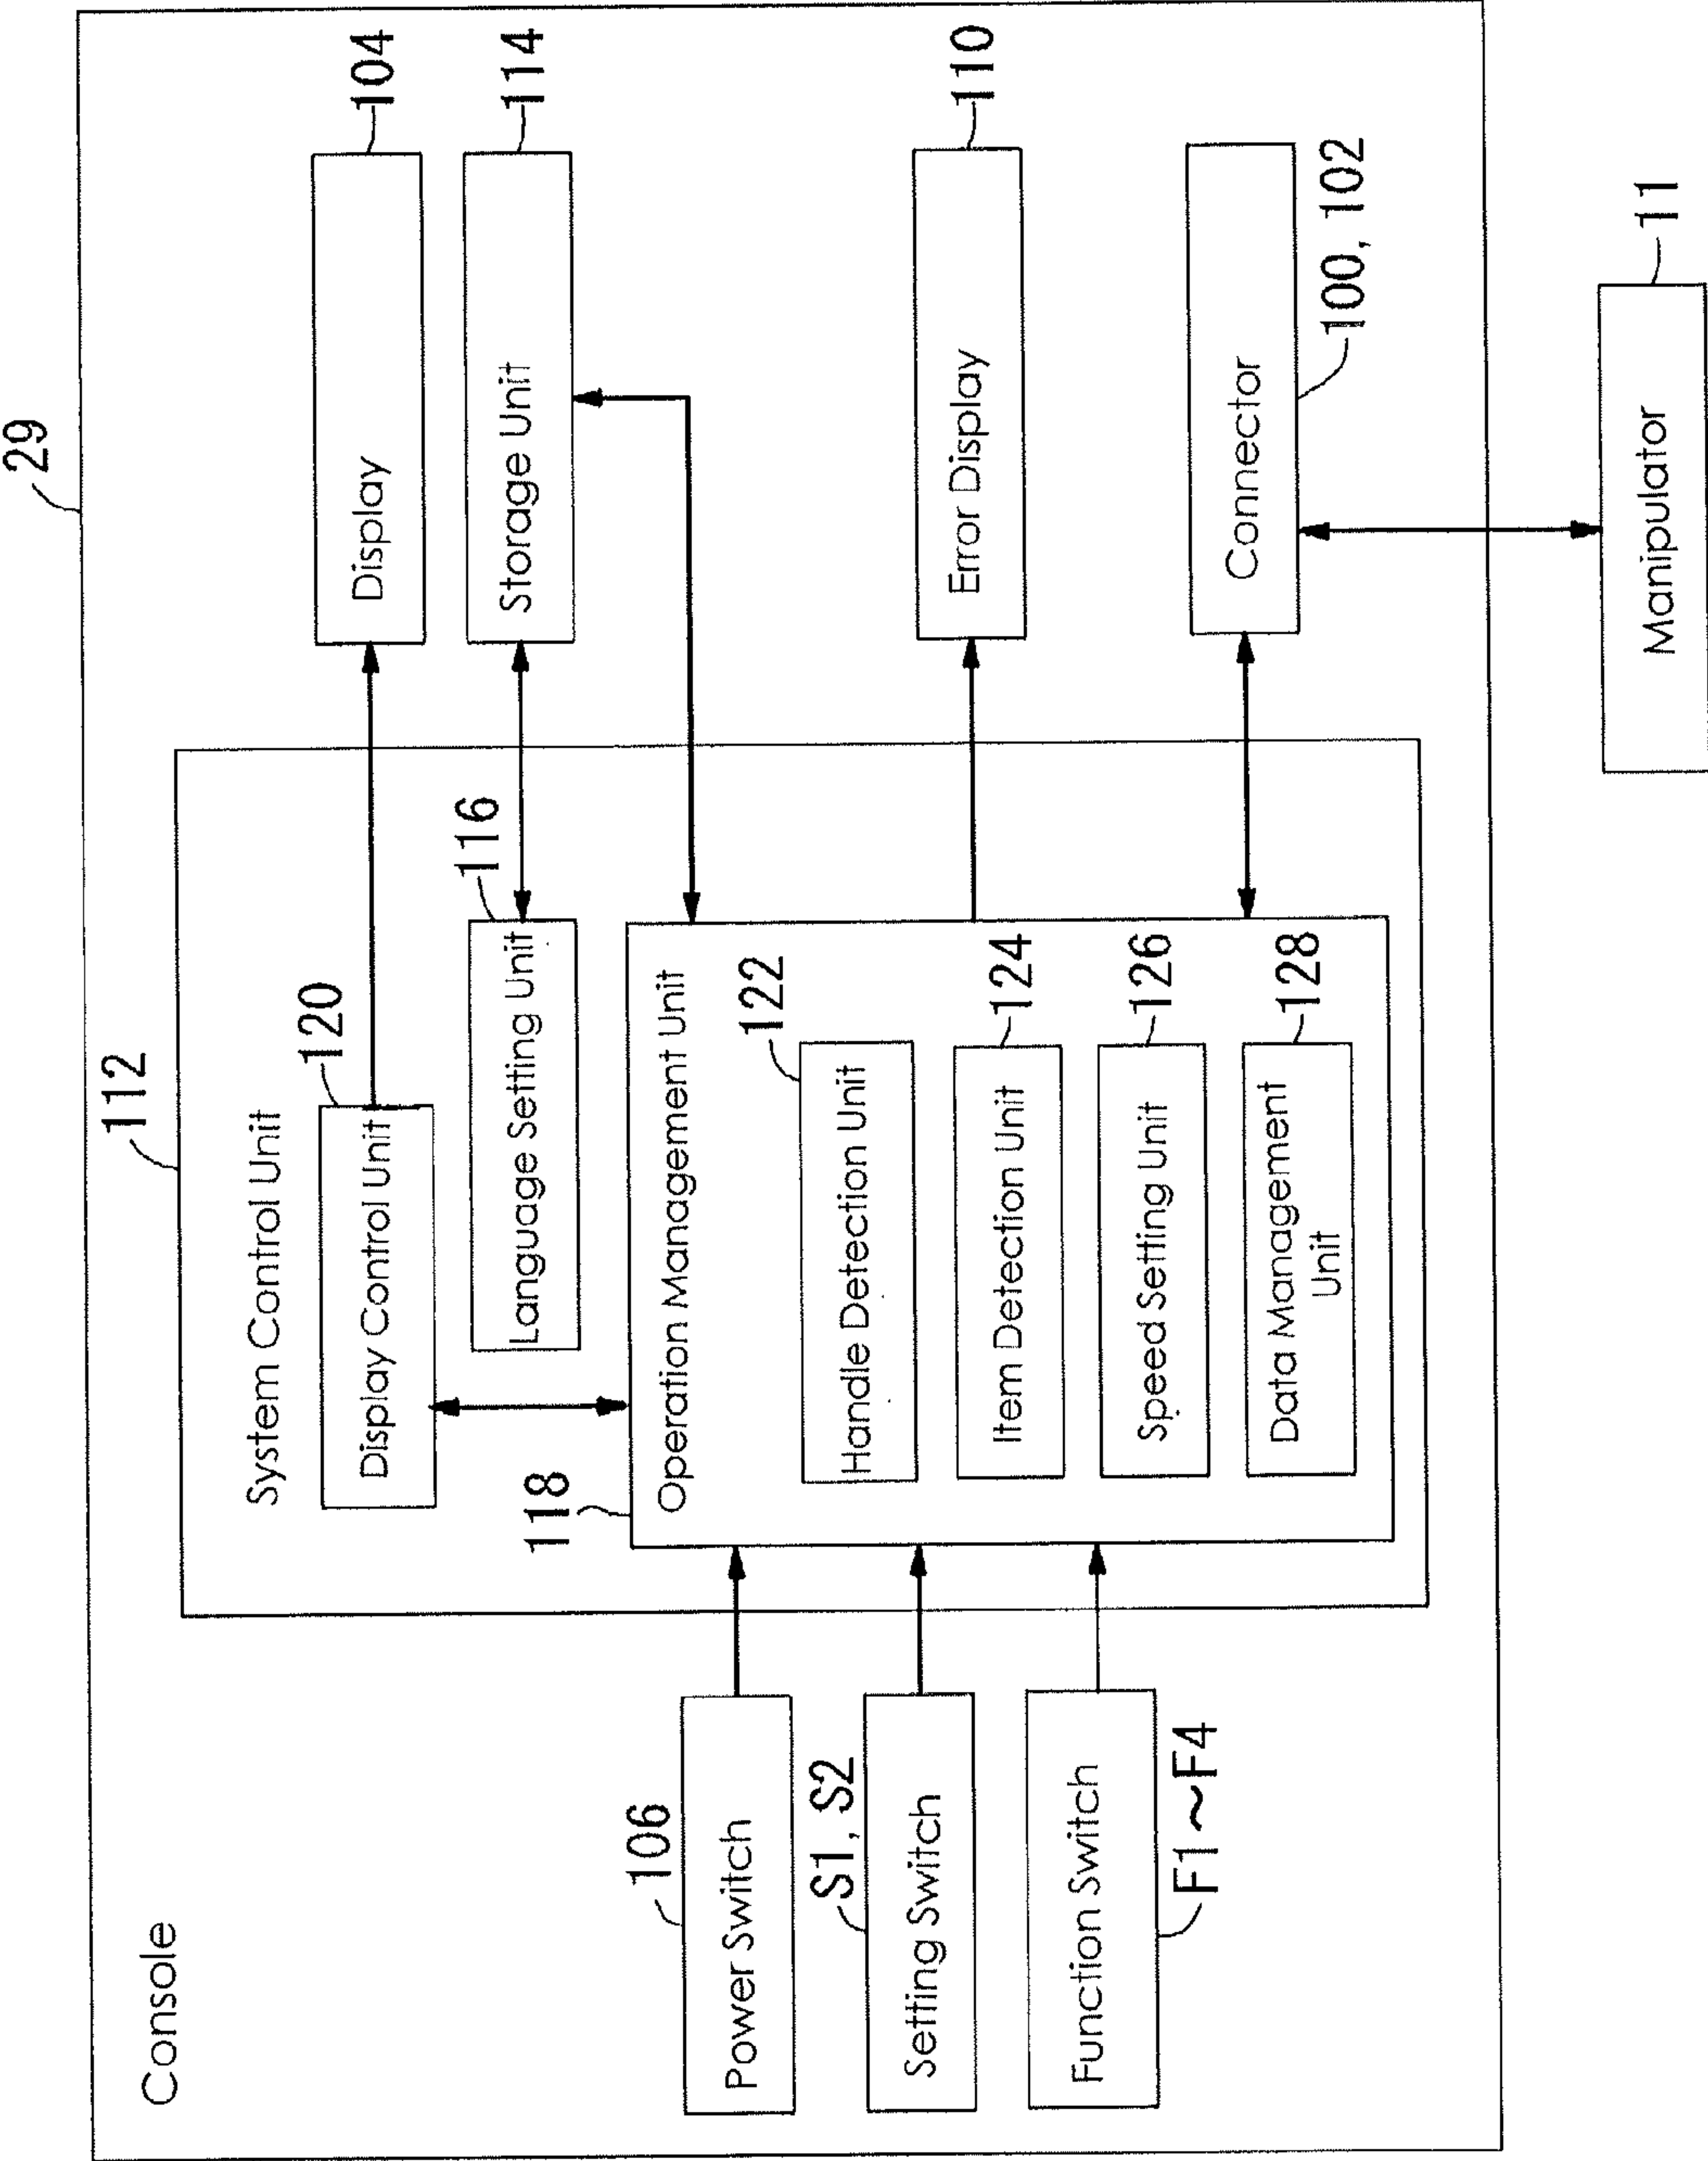 29
Console
112
System Control Unit
120
Display Control Unit
104
Display
116
Language Setting Unit
114
Storage Unit
118
Operation Management Unit
106
Power Switch
122
Handle Detection Unit
S1, S2
Setting Switch
124
Item Detection Unit
110
Error Display
Function Switch
F1~F4
126
Speed Setting Unit
128
Data Management
Unit
Connector
100, 102
11
Manipulator